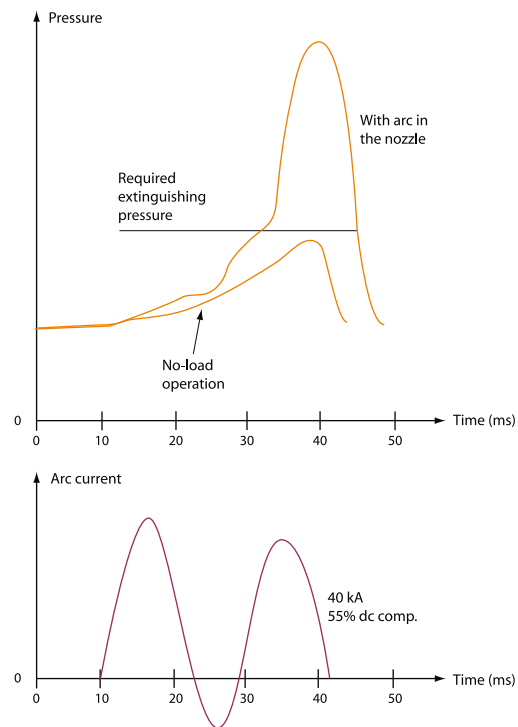 Pressure
With arc in
the nozzle
Required
extinguishing
pressure
No-load
operation
0
Time (ms)
0 10 20 30 40 50
Arc current
40 kA
55% dc comp.
0
Time (ms)
0 10 20 30 40 50